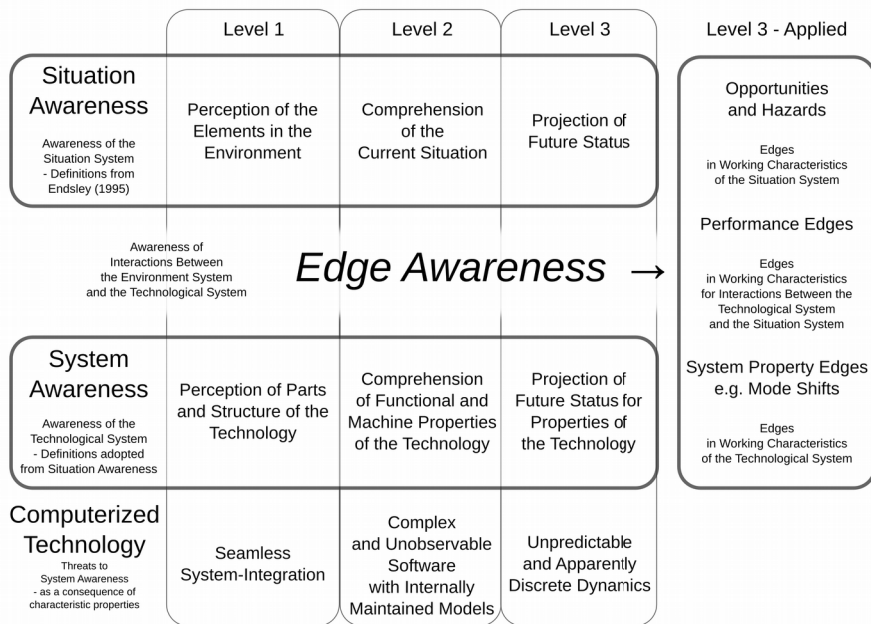 Level 1
Level 2
Level 3
Level 3 - Applied
Situation
Awareness
Awareness of the
Situation System
- Definitions from
Endsley (1995)
Perception of the
Elements in the
Environment
Comprehension
of the
Current Situation
Projection of
Future Status
Opportunities
and Hazards
Edges
in Working Characteristics
of the Situation System
Awareness of
Interactions Between
the Environment System
and the Technological System
Edge Awareness →
Performance Edges
Edges
in Working Characteristics
for Interactions Between the
Technological System
and the Situation System
System
Awareness
Awareness of the
Technological System
- Definitions adopted
from Situation Awareness
Perception of Parts
and Structure of the
Technology
Comprehension
of Functional and
Machine Properties
of the Technology
Projection of
Future Status for
Properties of
the Technology
System Property Edges
e.g. Mode Shifts
Edges
in Working Characteristics
of the Technological System
Computerized
Technology
Threats to
System Awareness
- as a consequence of
characteristic properties
Seamless
System-Integration
Complex
and Unobservable
Software
with Internally
Maintained Models
Unpredictable
and Apparently
Discrete Dynamics